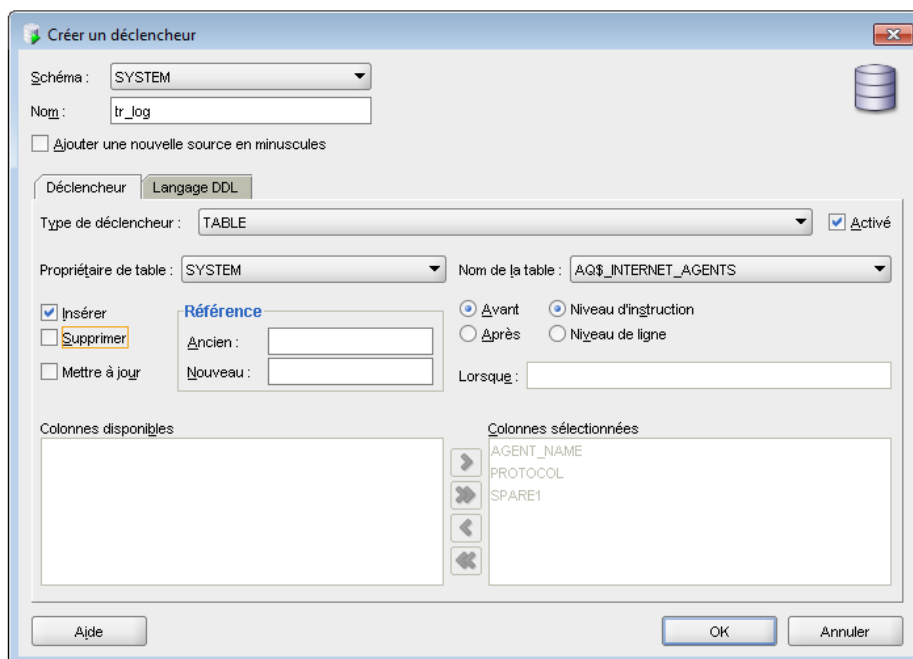 Créer un déclencheur
Schéma : SYSTEM
Nom : tr_log
Ajouter une nouvelle source en minuscules
Déclencheur Langage DDL
Type de déclencheur : TABLE Activé
Propriétaire de table : SYSTEM Nom de la table : AQ$_INTERNET_AGENTS
Insérer Référence Avant Niveau d'instruction
Supprimer Ancien : Après Niveau de ligne
Mettre à jour Nouveau : Lorsque :
Colonnes disponibles Colonnes sélectionnées
AGENT_NAME
PROTOCOL
SPARE1
Aide OK Annuler